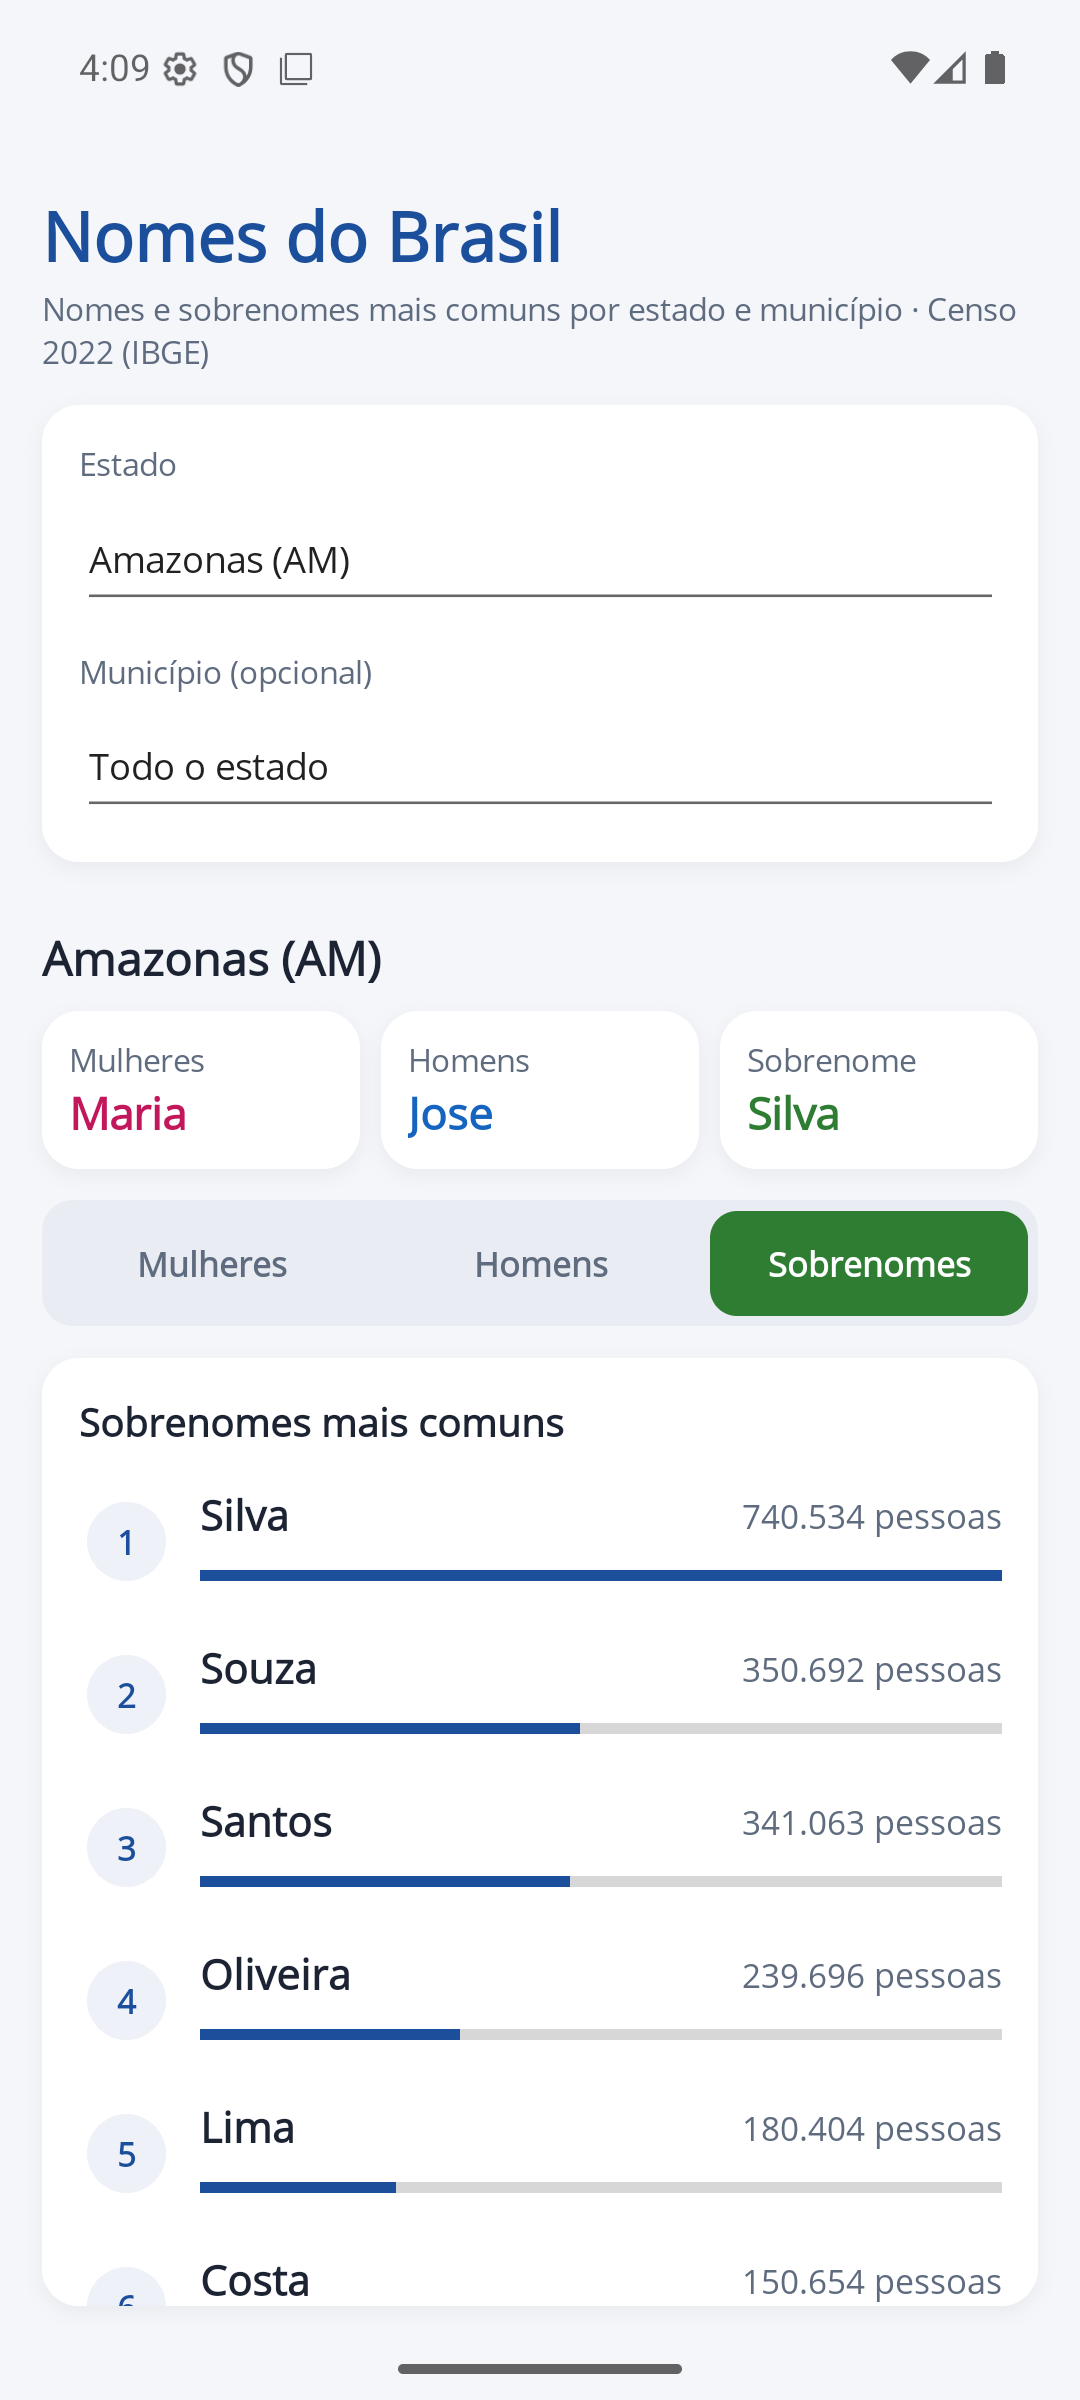 4:09
Nomes do Brasil
Nomes e sobrenomes mais comuns por estado e município · Censo
2022 (IBGE)
Estado
Amazonas (AM)
Município (opcional)
Todo o estado
Amazonas (AM)
Mulheres
Maria
Homens
Jose
Sobrenome
Silva
Mulheres
Homens
Sobrenomes
Sobrenomes mais comuns
1
Silva
740.534 pessoas
2
Souza
350.692 pessoas
3
Santos
341.063 pessoas
4
Oliveira
239.696 pessoas
5
Lima
180.404 pessoas
6
Costa
150.654 pessoas